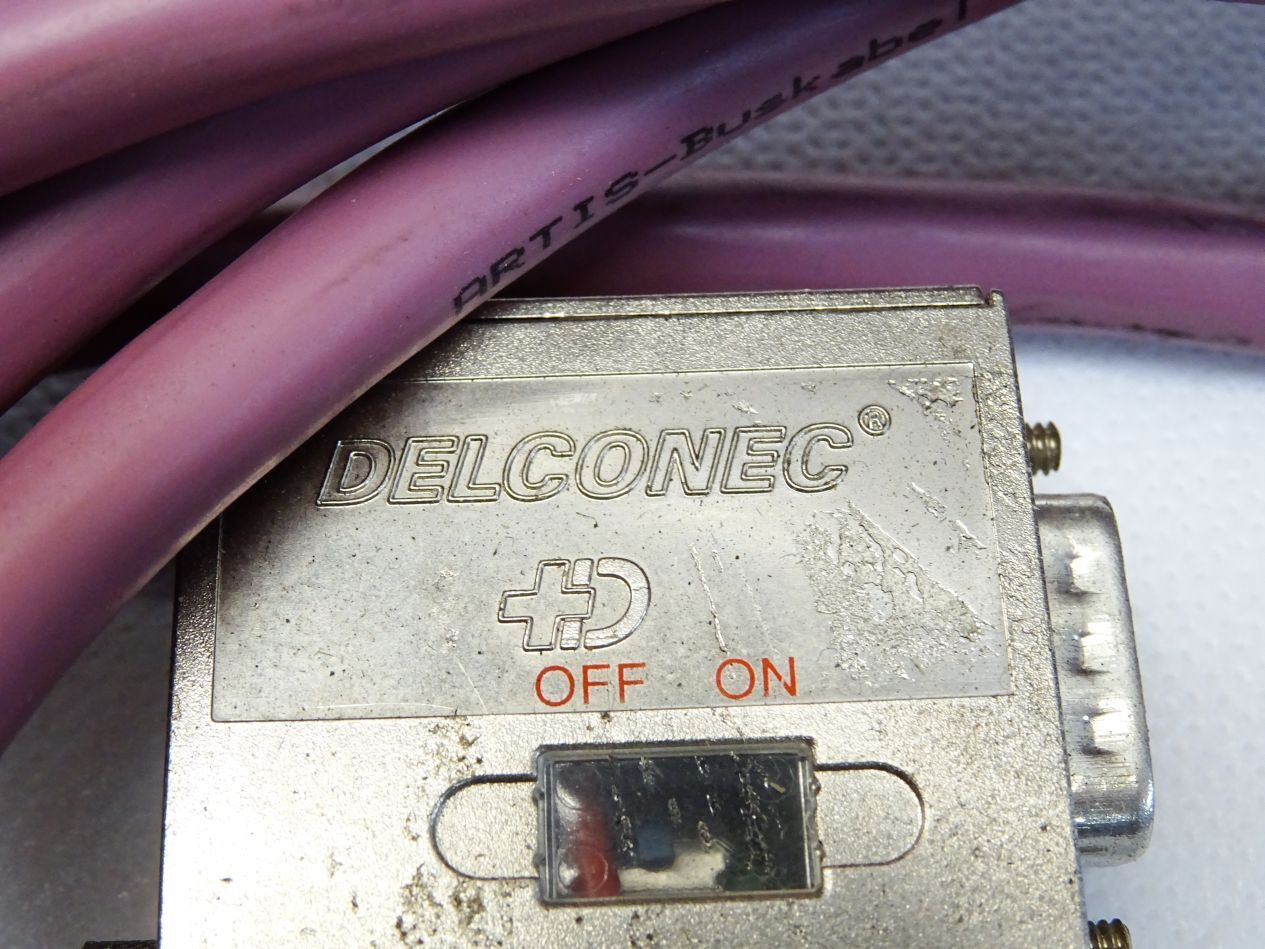 ARTIS-Buskabel
DELCONEC®
OFF ON